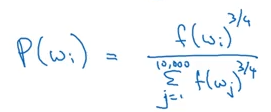 P(wᵢ) = f(wᵢ)^{3/4} / Σ_{j=1}^{10,000} f(wⱼ)^{3/4}